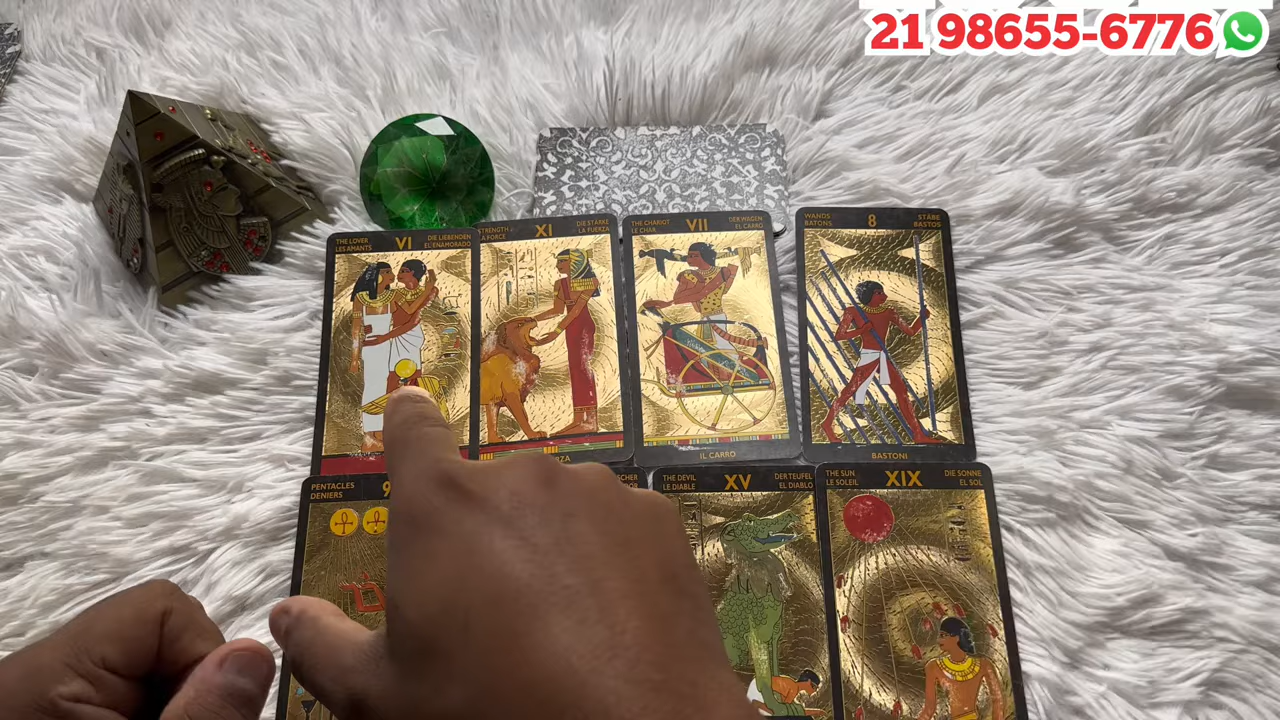 21 98655-6776
THE LOVER
LES AMANTS
VI
DIE LIEBENDEN
EL ENAMORADO
STRENGTH
LA FORCE
XI
DIE STÄRKE
LA FUERZA
THE CHARIOT
LE CHAR
VII
DER WAGEN
EL CARRO
IL CARRO
WANDS
BATONS
8
STÄBE
BASTOS
BASTONI
PENTACLES
DENIERS
9
THE DEVIL
LE DIABLE
XV
DER TEUFEL
EL DIABLO
THE SUN
LE SOLEIL
XIX
DIE SONNE
EL SOL